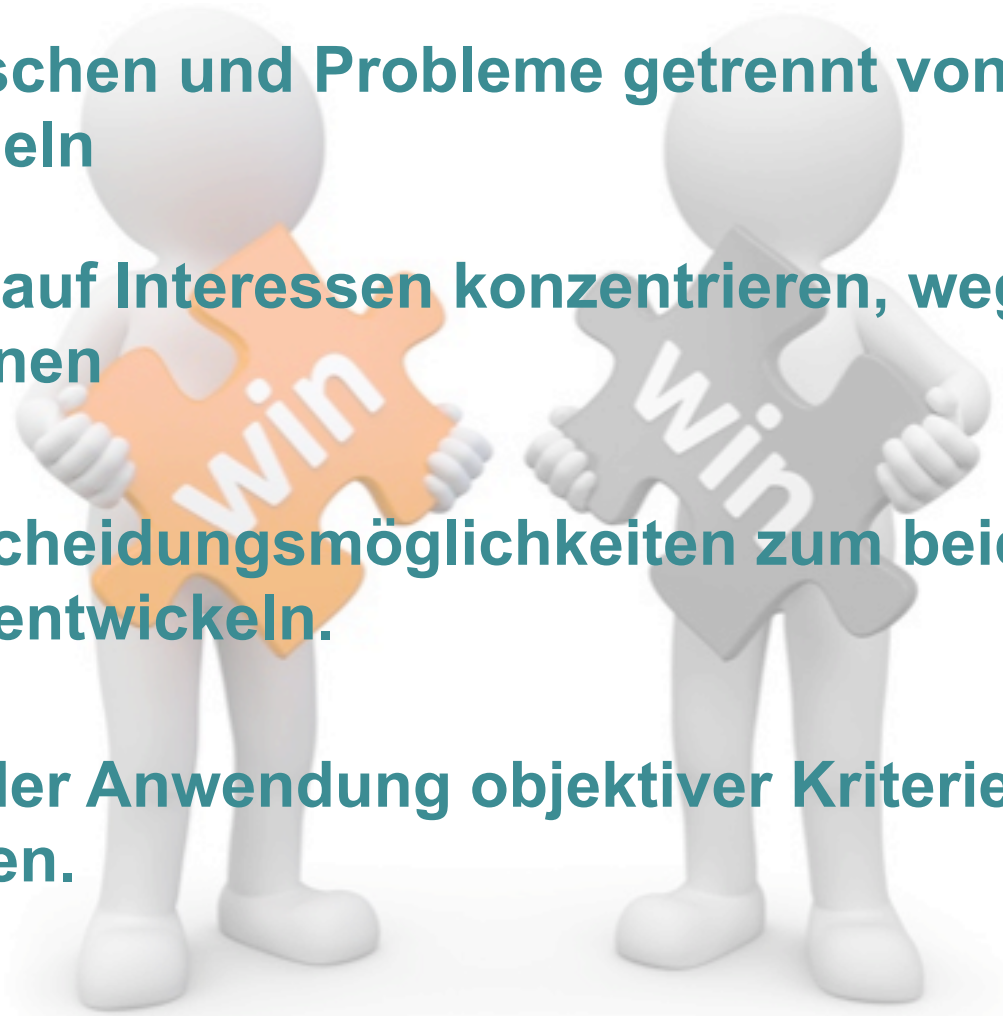 schen und Probleme getrennt von
eln
auf Interessen konzentrieren, weg
nen
win
win
cheidungsmöglichkeiten zum beid
entwickeln.
der Anwendung objektiver Kriterie
en.